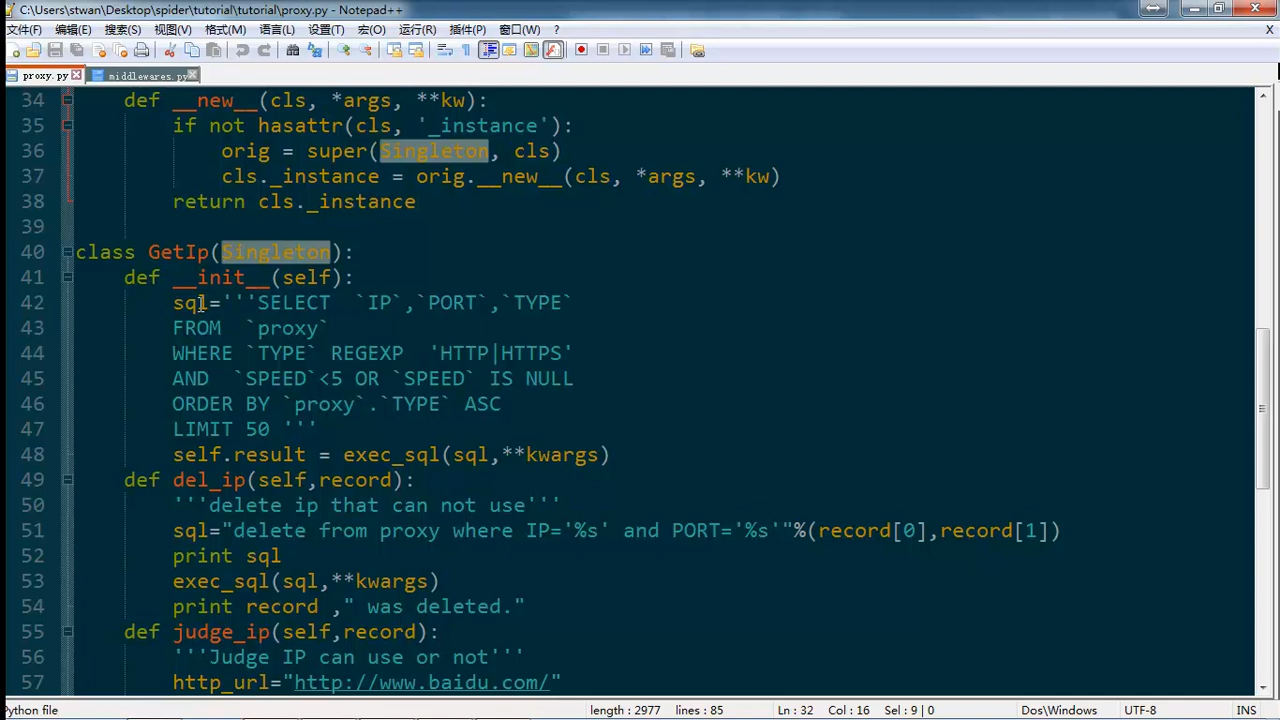 C:\Users\stwan\Desktop\spider\tutorial\tutorial\proxy.py - Notepad++
文件(F) 编辑(E) 搜索(S) 视图(V) 格式(M) 语言(L) 设置(T) 宏(O) 运行(R) 插件(P) 窗口(W) ? X
proxy.py middlewares.py
34 def __new__(cls, *args, **kw):
35 if not hasattr(cls, '_instance'):
36 orig = super(Singleton, cls)
37 cls._instance = orig.__new__(cls, *args, **kw)
38 return cls._instance
39
40 class GetIp(Singleton):
41 def __init__(self):
42 sql='''SELECT `IP`,`PORT`,`TYPE`
43 FROM `proxy`
44 WHERE `TYPE` REGEXP 'HTTP|HTTPS'
45 AND `SPEED`<5 OR `SPEED` IS NULL
46 ORDER BY `proxy`.`TYPE` ASC
47 LIMIT 50 '''
48 self.result = exec_sql(sql,**kwargs)
49 def del_ip(self,record):
50 '''delete ip that can not use'''
51 sql="delete from proxy where IP='%s' and PORT='%s'"%(record[0],record[1])
52 print sql
53 exec_sql(sql,**kwargs)
54 print record ," was deleted."
55 def judge_ip(self,record):
56 '''Judge IP can use or not'''
57 http_url="http://www.baidu.com/"
Python file length : 2977 lines : 85 Ln : 32 Col : 16 Sel : 9 | 0 Dos\Windows UTF-8 INS